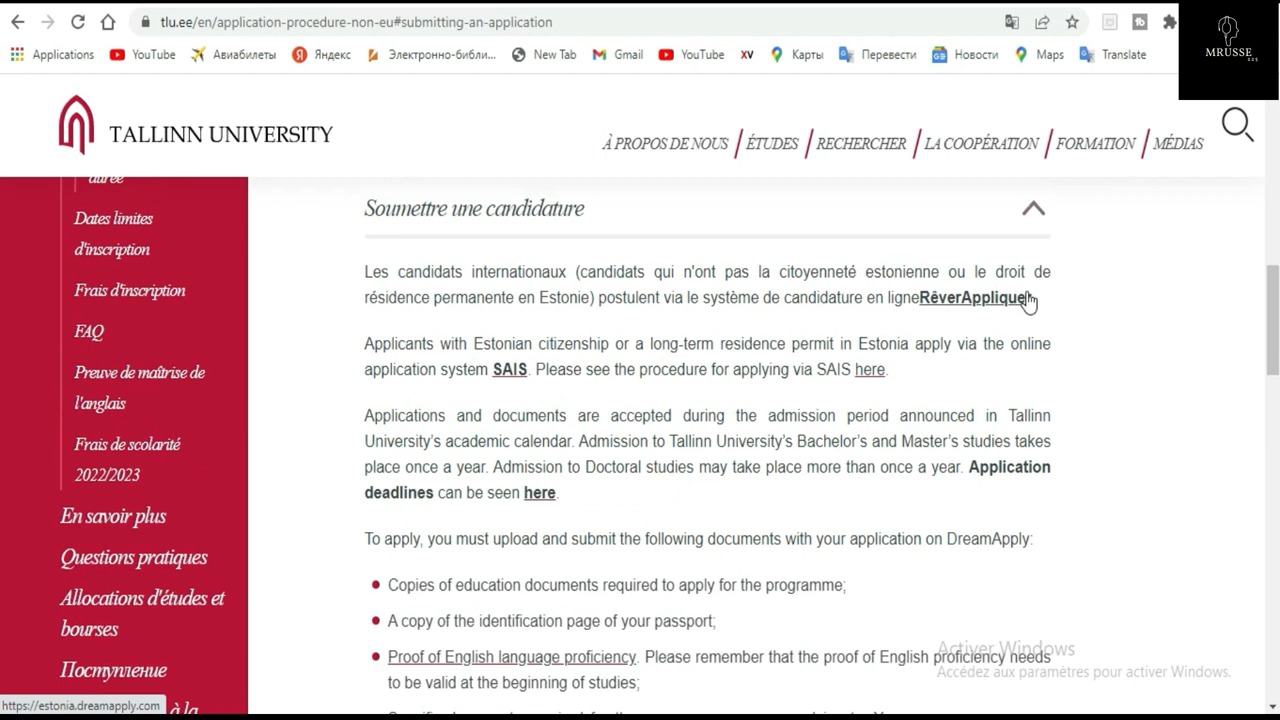 tlu.ee/en/application-procedure-non-eu#submitting-an-application
Applications YouTube Авиабилеты Яндекс Электронно-библи... New Tab Gmail YouTube XV Карты Перевести Новости Maps Translate
MRUSSE
225
TALLINN UNIVERSITY
À PROPOS DE NOUS / ÉTUDES / RECHERCHER / LA COOPÉRATION / FORMATION / MÉDIAS
durée
Dates limites
d'inscription
Frais d'inscription
FAQ
Preuve de maîtrise de
l'anglais
Frais de scolarité
2022/2023
En savoir plus
Questions pratiques
Allocations d'études et
bourses
Поступление
à la
https://estonia.dreamapply.com
Soumettre une candidature
Les candidats internationaux (candidats qui n'ont pas la citoyenneté estonienne ou le droit de
résidence permanente en Estonie) postulent via le système de candidature en ligneRêverAppliquel
Applicants with Estonian citizenship or a long-term residence permit in Estonia apply via the online
application system SAIS. Please see the procedure for applying via SAIS here.
Applications and documents are accepted during the admission period announced in Tallinn
University's academic calendar. Admission to Tallinn University's Bachelor's and Master's studies takes
place once a year. Admission to Doctoral studies may take place more than once a year. Application
deadlines can be seen here.
To apply, you must upload and submit the following documents with your application on DreamApply:
Copies of education documents required to apply for the programme;
A copy of the identification page of your passport;
Proof of English language proficiency. Please remember that the proof of English proficiency needs
to be valid at the beginning of studies;
Activer Windows
Accédez aux paramètres pour activer Windows.